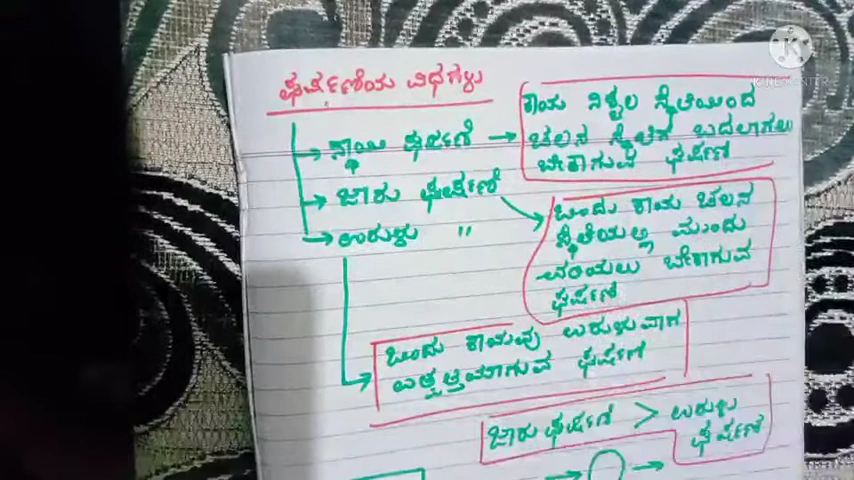 ಘರ್ಷಣೆಯ ವಿಧಗಳು
ಸ್ಥಾಯಿ ಘರ್ಷಣೆ
ಕಾಯ ನಿಶ್ಚಲ ಸ್ಥಿತಿಯಿಂದ
ಚಲನ ಸ್ಥಿತಿಗೆ ಬದಲಾಗಲು
ಬೇಕಾಗುವ ಘರ್ಷಣೆ
ಜಾರು ಘರ್ಷಣೆ
ಒಂದು ಕಾಯ ಚಲನ
ಸ್ಥಿತಿಯಲ್ಲಿ ಮುಂದು
ವರಿಯಲು ಬೇಕಾಗುವ
ಘರ್ಷಣೆ
ಉರುಳು "
ಒಂದು ಕಾಯವು ಉರುಳುವಾಗ
ಉತ್ಪತ್ತಿಯಾಗುವ ಘರ್ಷಣೆ
ಜಾರು ಘರ್ಷಣೆ > ಉರುಳು
ಘರ್ಷಣೆ
KINEMASTER